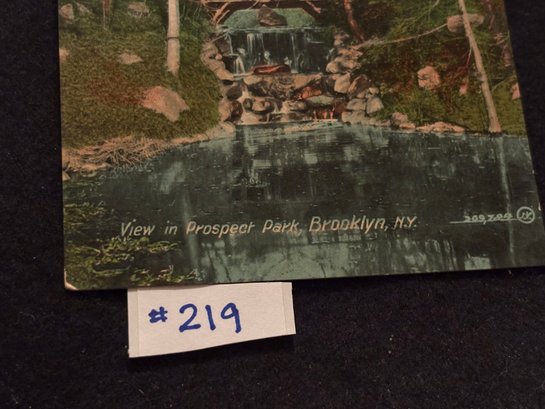 View in Prospect Park, Brooklyn, N.Y.
#219